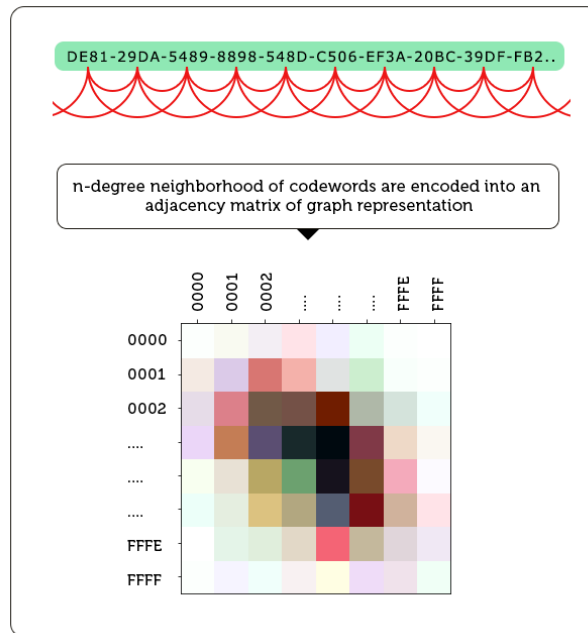 DE81-29DA-5489-8898-548D-C506-EF3A-20BC-39DF-FB2..
n-degree neighborhood of codewords are encoded into an
adjacency matrix of graph representation
0000 0001 0002 .... .... .... FFFE FFFF
0000
0001
0002
....
....
....
FFFE
FFFF